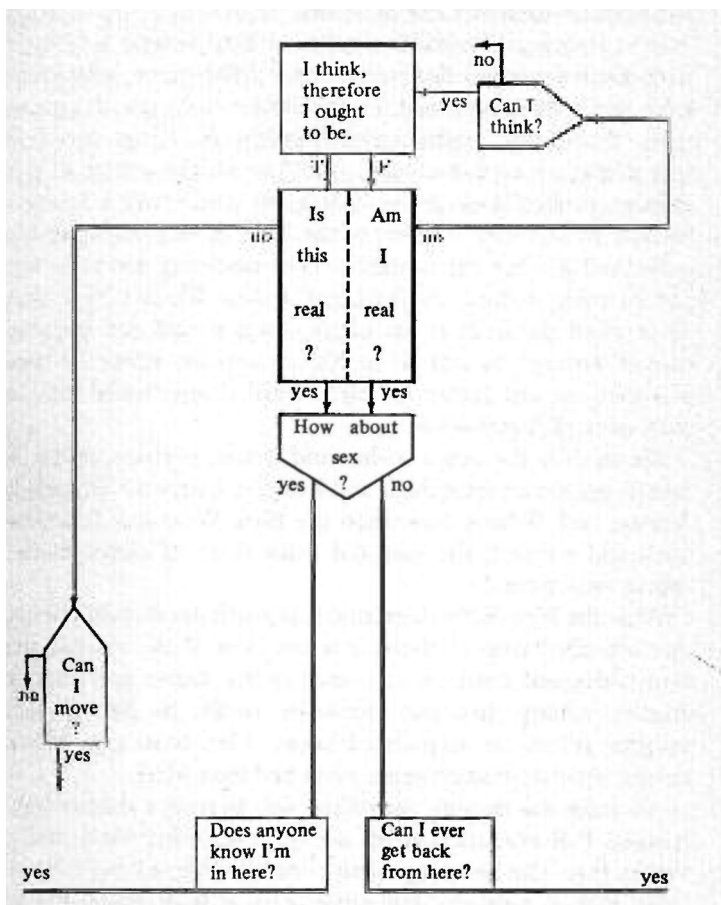 I think,
therefore
I ought
to be.
no
yes
Can I
think?
Is
this
real
?
no
Am
I
real
?
no
yes
yes
How about
sex
?
yes
no
Can
I
move
?
no
yes
Does anyone
know I'm
in here?
yes
Can I ever
get back
from here?
yes